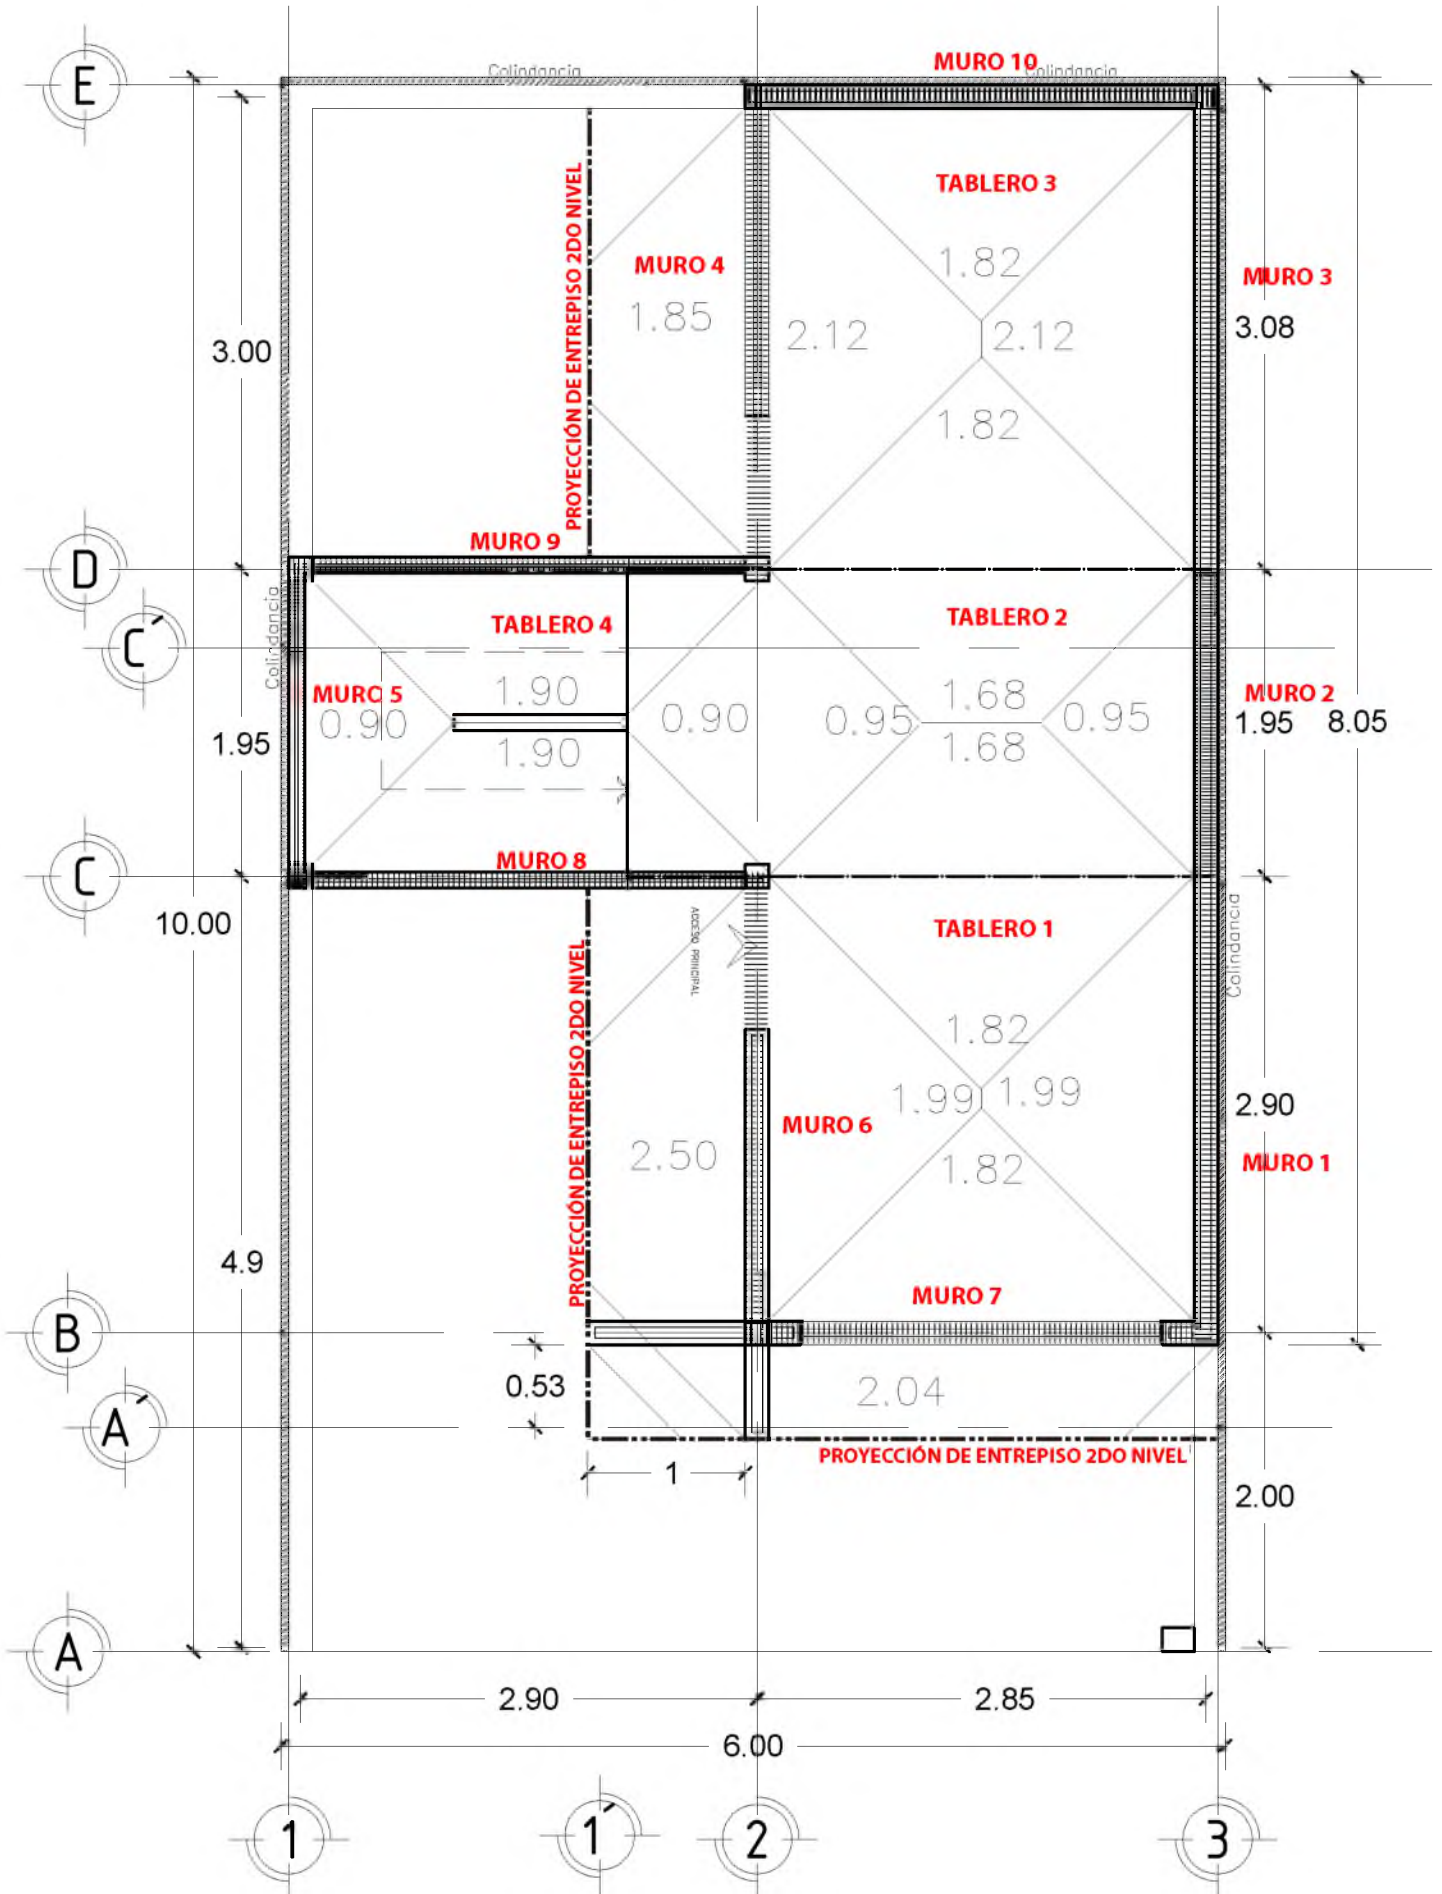 MURO 10
Colindancia
Colindancia
E
TABLERO 3
PROYECCIÓN DE ENTREPISO 2DO NIVEL
MURO 4
1.82
MURO 3
1.85
2.12
2.12
3.08
3.00
1.82
MURO 9
D
Colindancia
TABLERO 4
TABLERO 2
C´
1.90
1.68
MURO 5
MURO 2
0.90
0.90
0.95
0.95
1.95
8.05
1.95
1.90
1.68
MURO 8
C
10.00
ACCESO PRINCIPAL
TABLERO 1
Colindancia
PROYECCIÓN DE ENTREPISO 2DO NIVEL
1.82
1.99
1.99
2.90
MURO 6
2.50
1.82
MURO 1
4.9
MURO 7
B
0.53
2.04
A´
PROYECCIÓN DE ENTREPISO 2DO NIVEL
1
2.00
A
2.90
2.85
6.00
1
1´
2
3